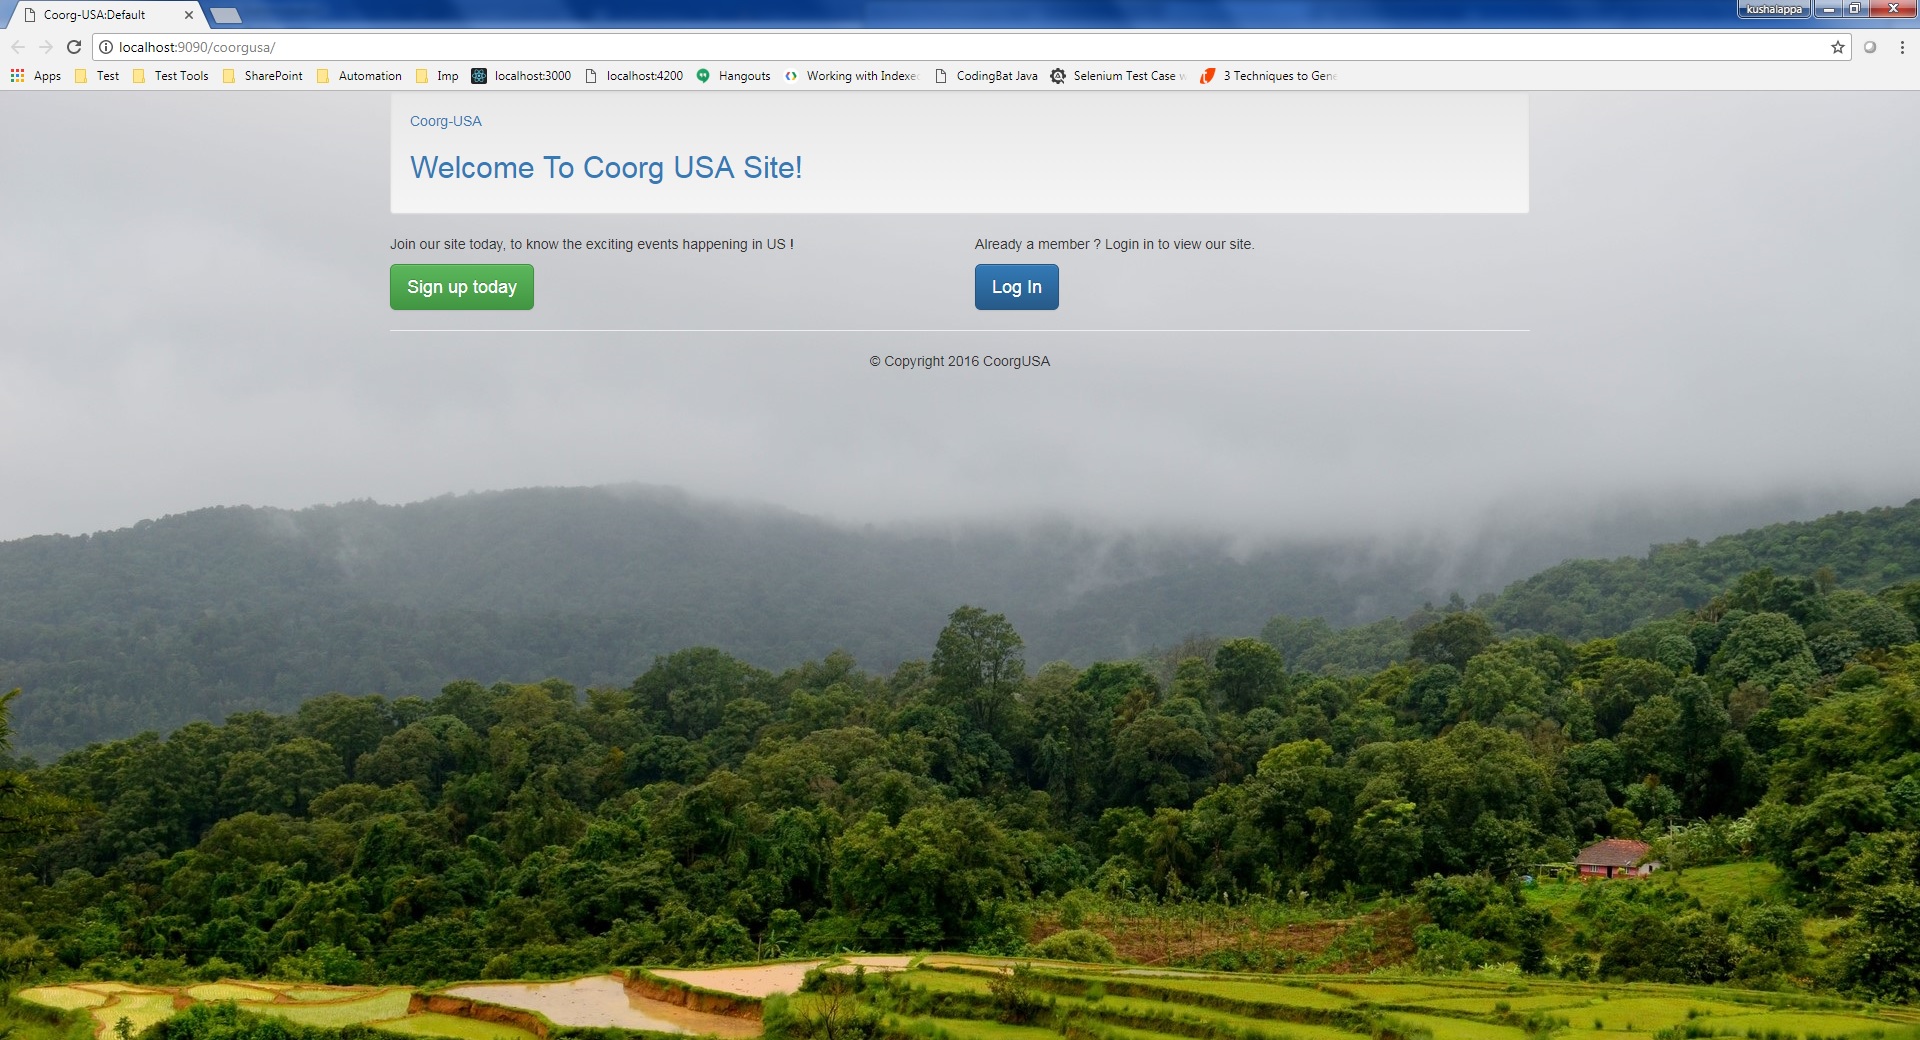 Coorg-USA:Default
kushalappa
localhost:9090/coorgusa/
Apps Test Test Tools SharePoint Automation Imp localhost:3000 localhost:4200 Hangouts Working with Indexe CodingBat Java Selenium Test Case 3 Techniques to Gen
Coorg-USA
Welcome To Coorg USA Site!
Join our site today, to know the exciting events happening in US !
Sign up today
Already a member ? Login in to view our site.
Log In
© Copyright 2016 CoorgUSA